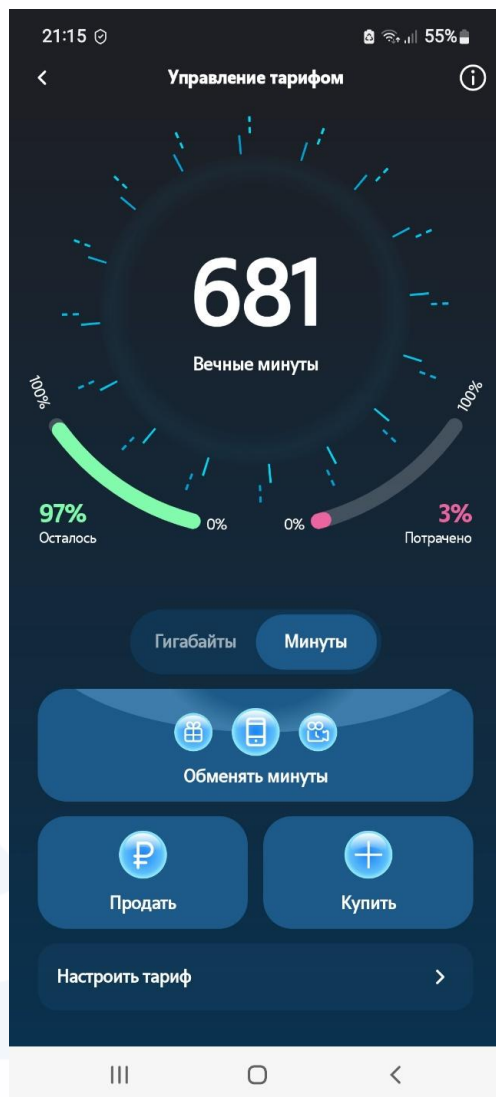 21:15
55%
Управление тарифом
681
Вечные минуты
100%
100%
97%
Осталось
0%
0%
3%
Потрачено
Гигабайты
Минуты
Обменять минуты
Продать
Купить
Настроить тариф